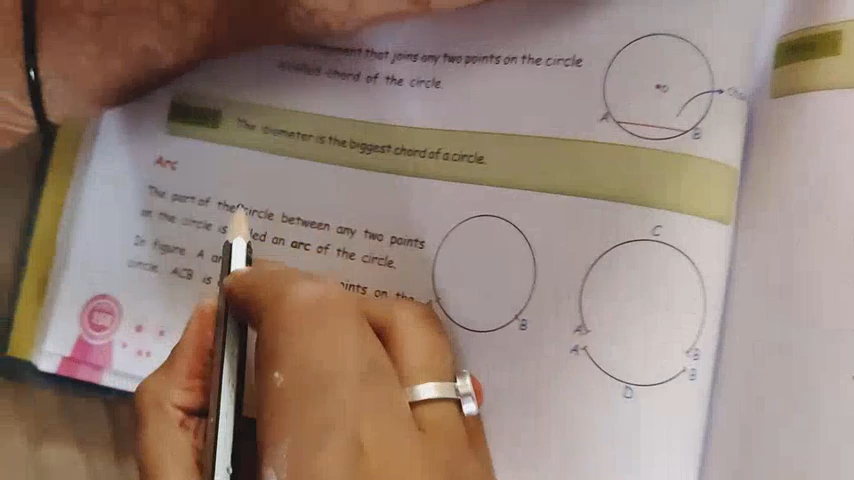 that joins any two points on the circle
chord of the circle.
The diameter is the biggest chord of a circle.
Arc
The part of the circle between any two points
on the circle is called an arc of the circle.
In figure A
points on the
circle. ACB is
O
A
B
B
C
A
B
A
B
D